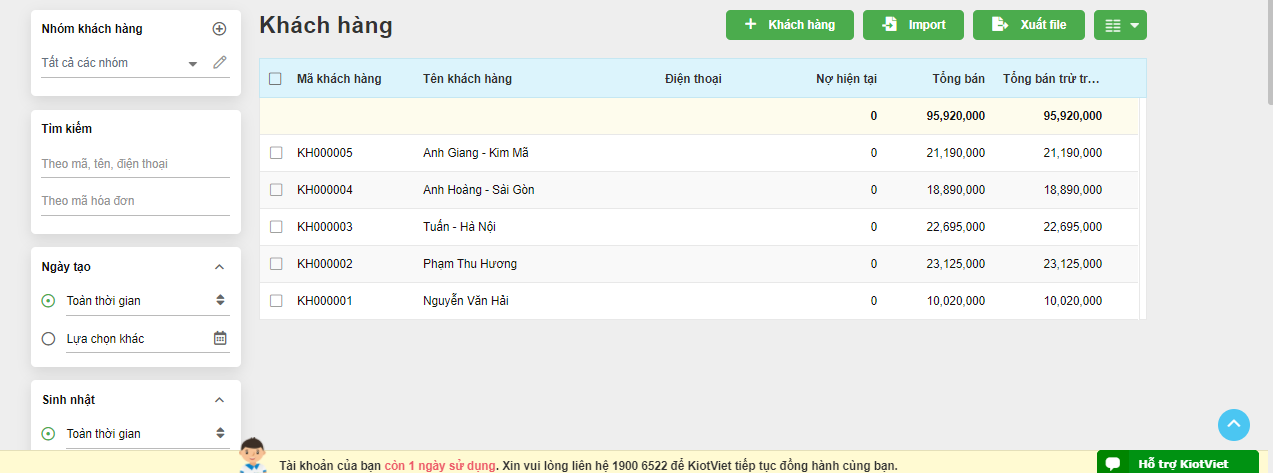 Nhóm khách hàng
Tất cả các nhóm
Tìm kiếm
Theo mã, tên, điện thoại
Theo mã hóa đơn
Ngày tạo
Toàn thời gian
Lựa chọn khác
Sinh nhật
Toàn thời gian
Khách hàng
+ Khách hàng
Import
Xuất file
Mã khách hàng Tên khách hàng Điện thoại Nợ hiện tại Tổng bán Tổng bán trừ tr...
0 95,920,000 95,920,000
KH000005 Anh Giang - Kim Mã 0 21,190,000 21,190,000
KH000004 Anh Hoàng - Sài Gòn 0 18,890,000 18,890,000
KH000003 Tuấn - Hà Nội 0 22,695,000 22,695,000
KH000002 Phạm Thu Hương 0 23,125,000 23,125,000
KH000001 Nguyễn Văn Hải 0 10,020,000 10,020,000
Tài khoản của bạn còn 1 ngày sử dụng. Xin vui lòng liên hệ 1900 6522 để KiotViet tiếp tục đồng hành cùng bạn.
Hỗ trợ KiotViet